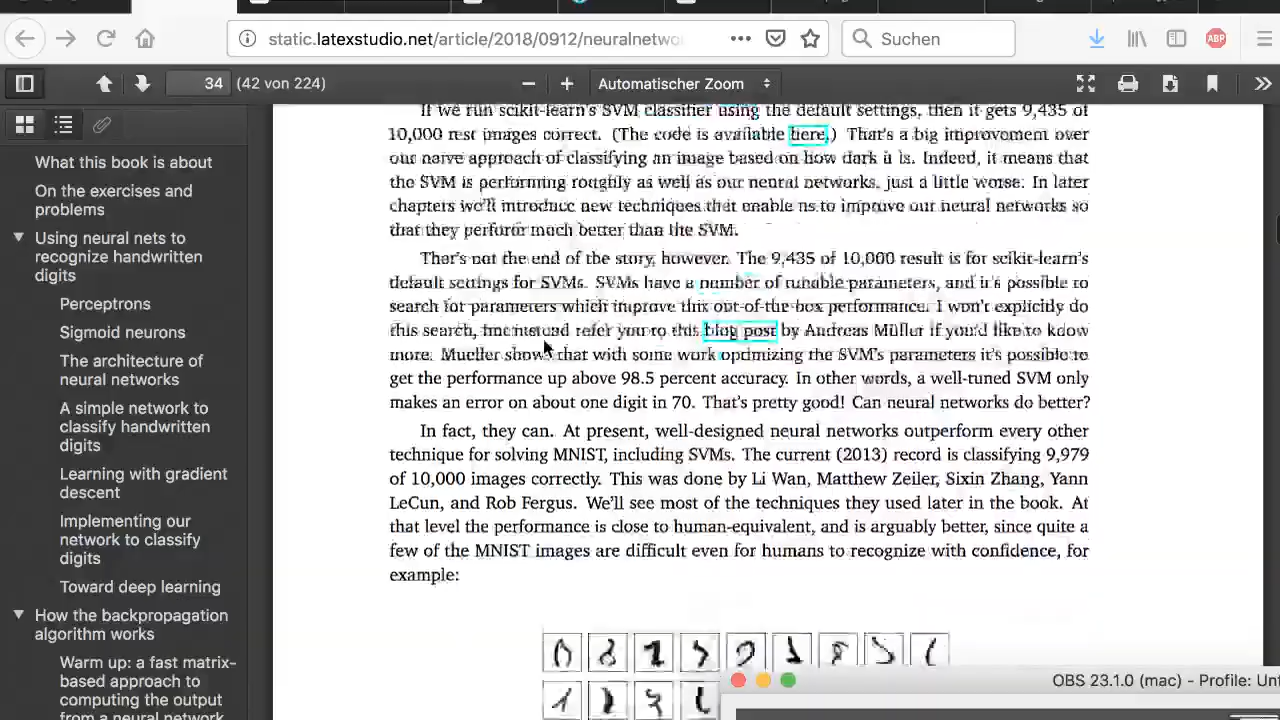 static.latexstudio.net/article/2018/0912/neuralnetwo
Suchen
34 (42 von 224)
Automatischer Zoom
What this book is about
On the exercises and
problems
Using neural nets to
recognize handwritten
digits
Perceptrons
Sigmoid neurons
The architecture of
neural networks
A simple network to
classify handwritten
digits
Learning with gradient
descent
Implementing our
network to classify
digits
Toward deep learning
How the backpropagation
algorithm works
Warm up: a fast matrix-
based approach to
computing the output
from a neural network
If we run scikit-learn's SVM classifier using the default settings, then it gets 9,435 of
10,000 test images correct. (The code is available here.) That's a big improvement over
our naive approach of classifying an image based on how dark it is. Indeed, it means that
the SVM is performing roughly as well as our neural networks, just a little worse. In later
chapters we'll introduce new techniques that enable us to improve our neural networks so
that they perform much better than the SVM.
That's not the end of the story, however. The 9,435 of 10,000 result is for scikit-learn's
default settings for SVMs. SVMs have a number of tunable parameters, and it's possible to
search for parameters which improve this out-of-the-box performance. I won't explicitly do
this search, but instead refer you to this blog post by Andreas Müller if you'd like to know
more. Mueller shows that with some work optimizing the SVM's parameters it's possible to
get the performance up above 98.5 percent accuracy. In other words, a well-tuned SVM only
makes an error on about one digit in 70. That's pretty good! Can neural networks do better?
In fact, they can. At present, well-designed neural networks outperform every other
technique for solving MNIST, including SVMs. The current (2013) record is classifying 9,979
of 10,000 images correctly. This was done by Li Wan, Matthew Zeiler, Sixin Zhang, Yann
LeCun, and Rob Fergus. We'll see most of the techniques they used later in the book. At
that level the performance is close to human-equivalent, and is arguably better, since quite a
few of the MNIST images are difficult even for humans to recognize with confidence, for
example:
OBS 23.1.0 (mac) - Profile: Unt
ABP